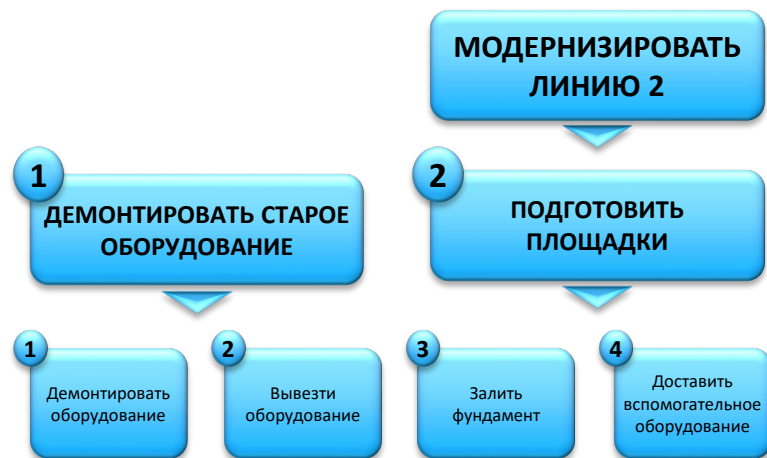 МОДЕРНИЗИРОВАТЬ
ЛИНИЮ 2
1
ДЕМОНТИРОВАТЬ СТАРОЕ
ОБОРУДОВАНИЕ
2
ПОДГОТОВИТЬ
ПЛОЩАДКИ
1
Демонтировать
оборудование
2
Вывезти
оборудование
3
Залить
фундамент
4
Доставить
вспомогательное
оборудование